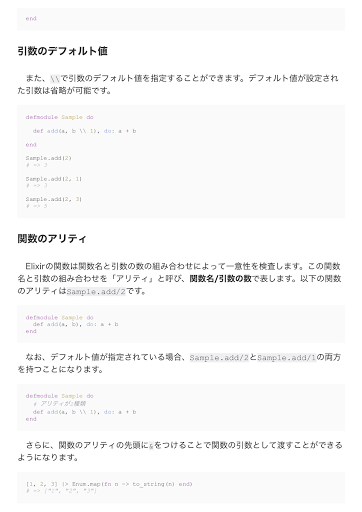 end
引数のデフォルト値
また、\\で引数のデフォルト値を指定することができます。デフォルト値が設定され
た引数は省略が可能です。
defmodule Sample do
def add(a, b \\ 1), do: a + b
end
Sample.add(2)
# => 3
Sample.add(2, 1)
# => 3
Sample.add(2, 3)
# => 5
関数のアリティ
Elixirの関数は関数名と引数の数の組み合わせによって一意性を検査します。この関数
名と引数の組み合わせを「アリティ」と呼び、関数名/引数の数で表します。以下の関数
のアリティはSample.add/2です。
defmodule Sample do
def add(a, b), do: a + b
end
なお、デフォルト値が指定されている場合、Sample.add/2とSample.add/1の両方
を持つことになります。
defmodule Sample do
# アリティが2種類
def add(a, b \\ 1), do: a + b
end
さらに、関数のアリティの先頭に&をつけることで関数の引数として渡すことができる
ようになります。
[1, 2, 3] |> Enum.map(fn n -> to_string(n) end)
# => ["1", "2", "3"]